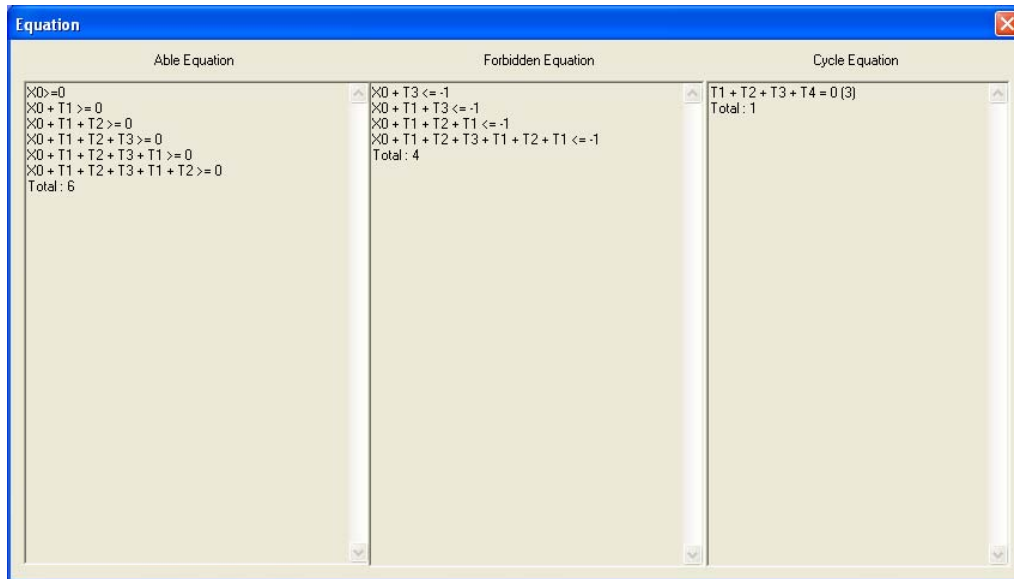 Equation
Able Equation
Forbidden Equation
Cycle Equation
X0>=0
X0 + T1 >= 0
X0 + T1 + T2 >= 0
X0 + T1 + T2 + T3 >= 0
X0 + T1 + T2 + T3 + T1 >= 0
X0 + T1 + T2 + T3 + T1 + T2 >= 0
Total : 6
X0 + T3 <= -1
X0 + T1 + T3 <= -1
X0 + T1 + T2 + T1 <= -1
X0 + T1 + T2 + T3 + T1 + T2 + T1 <= -1
Total : 4
T1 + T2 + T3 + T4 = 0 (3)
Total : 1